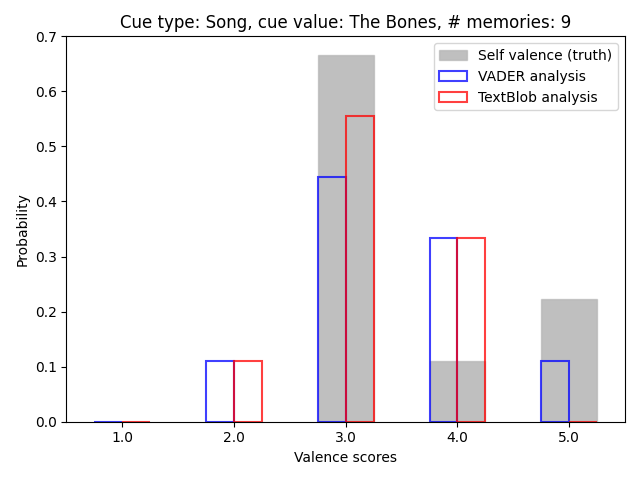 Cue type: Song, cue value: The Bones, # memories: 9
Self valence (truth)
VADER analysis
TextBlob analysis
Probability
0.7
0.6
0.5
0.4
0.3
0.2
0.1
0.0
1.0 2.0 3.0 4.0 5.0
Valence scores